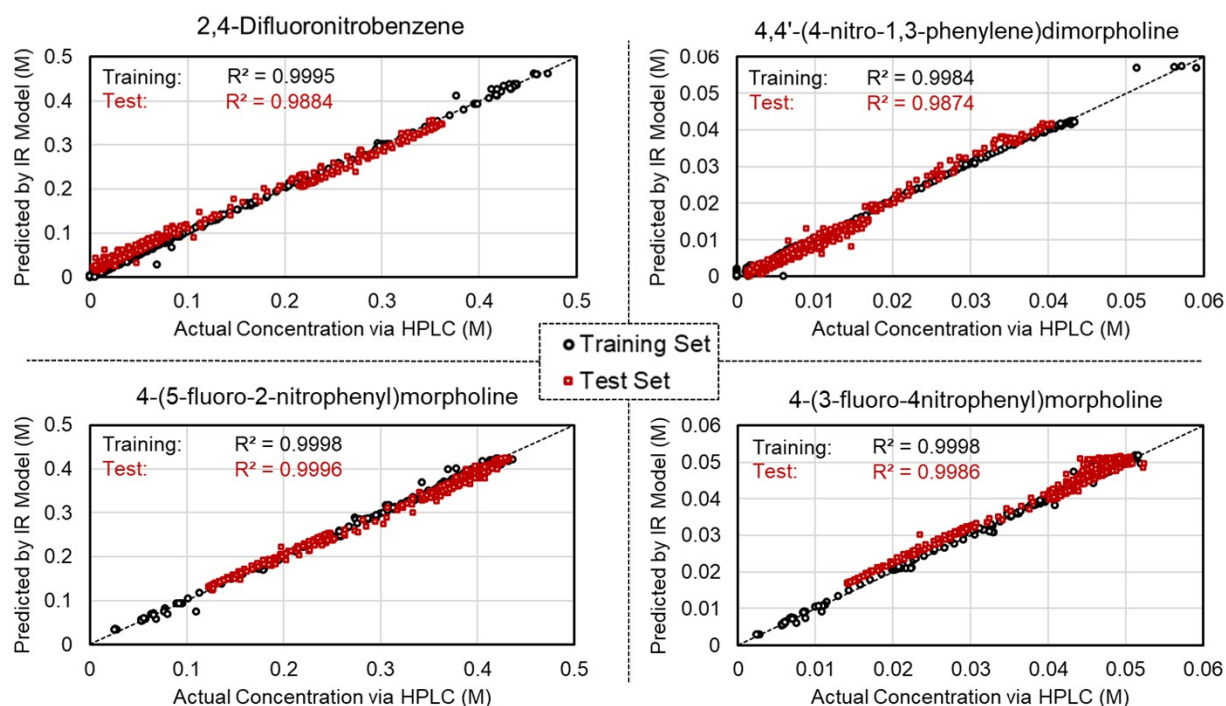 2,4-Difluoronitrobenzene
0.5
0.4
0.3
0.2
0.1
0
Predicted by IR Model (M)
Training: R² = 0.9995
Test: R² = 0.9884
0 0.1 0.2 0.3 0.4 0.5
Actual Concentration via HPLC (M)
4,4'-(4-nitro-1,3-phenylene)dimorpholine
0.06
0.05
0.04
0.03
0.02
0.01
0
Predicted by IR Model (M)
Training: R² = 0.9984
Test: R² = 0.9874
0 0.01 0.02 0.03 0.04 0.05 0.06
Actual Concentration via HPLC (M)
Training Set
Test Set
4-(5-fluoro-2-nitrophenyl)morpholine
0.5
0.4
0.3
0.2
0.1
0
Predicted by IR Model (M)
Training: R² = 0.9998
Test: R² = 0.9996
0 0.1 0.2 0.3 0.4 0.5
Actual Concentration via HPLC (M)
4-(3-fluoro-4nitrophenyl)morpholine
0.06
0.05
0.04
0.03
0.02
0.01
0
Predicted by IR Model (M)
Training: R² = 0.9998
Test: R² = 0.9986
0 0.01 0.02 0.03 0.04 0.05 0.06
Actual Concentration via HPLC (M)